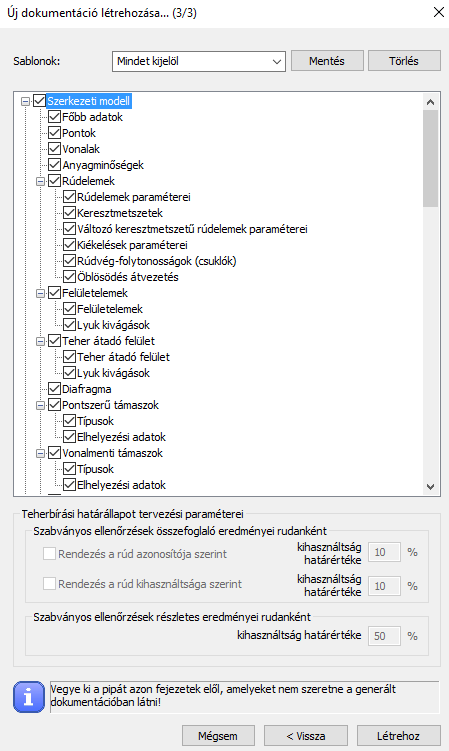 Új dokumentáció létrehozása... (3/3)
Sablonok:
Mindet kijelöl
Mentés
Törlés
Szerkezeti modell
Főbb adatok
Pontok
Vonalak
Anyagminőségek
Rúdelemek
Rúdelemek paraméterei
Keresztmetszetek
Változó keresztmetszetű rúdelemek paraméterei
Kiékelések paraméterei
Rúdvég-folytonosságok (csuklók)
Öblösödés átvezetés
Felületelemek
Felületelemek
Lyuk kivágások
Teher átadó felület
Teher átadó felület
Lyuk kivágások
Diafragma
Pontszerű támaszok
Típusok
Elhelyezési adatok
Vonalmenti támaszok
Típusok
Elhelyezési adatok
Teherbírási határállapot tervezési paraméterei
Szabványos ellenőrzések összefoglaló eredményei rudanként
Rendezés a rúd azonosítója szerint
kihasználtság
határértéke
10 %
Rendezés a rúd kihasználtsága szerint
kihasználtság
határértéke
10 %
Szabványos ellenőrzések részletes eredményei rudanként
kihasználtság határértéke 50 %
Vegye ki a pipát azon fejezetek elől, amelyeket nem szeretne a generált
dokumentációban látni!
Mégsem
< Vissza
Létrehoz